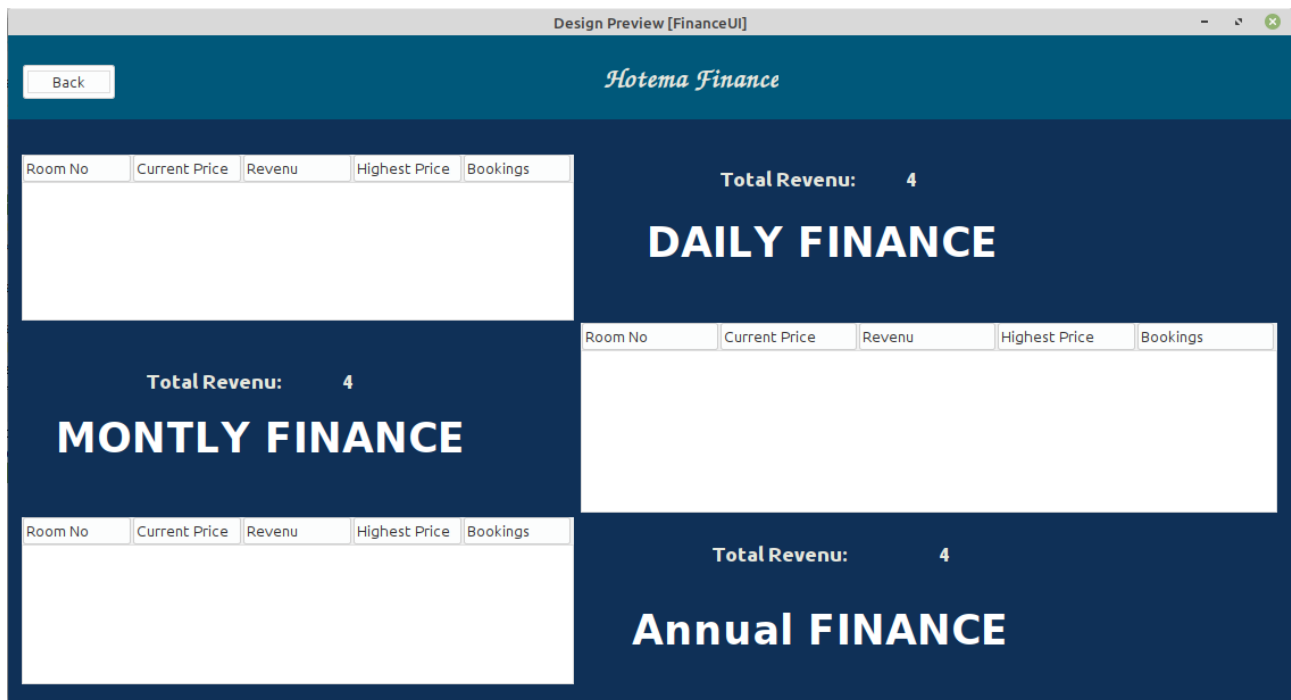 Design Preview [FinanceUI]
Back
Hotema Finance
Room No Current Price Revenu Highest Price Bookings
Total Revenu: 4
DAILY FINANCE
Room No Current Price Revenu Highest Price Bookings
Total Revenu: 4
MONTLY FINANCE
Room No Current Price Revenu Highest Price Bookings
Total Revenu: 4
Annual FINANCE